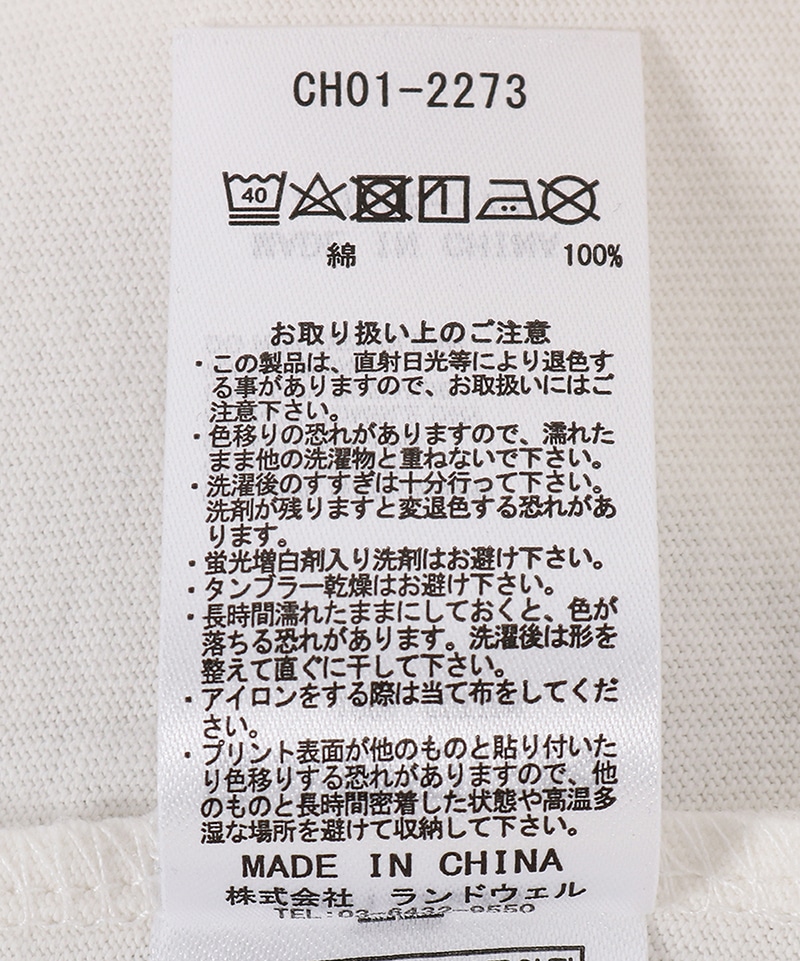 CH01-2273
40
綿 100%
お取り扱い上のご注意
・この製品は、直射日光等により退色す
る事がありますので、お取扱いにはご
注意下さい。
・色移りの恐れがありますので、濡れた
まま他の洗濯物と重ねないで下さい。
・洗濯後のすすぎは十分行って下さい。
洗剤が残りますと変退色する恐れがあ
ります。
・蛍光増白剤入り洗剤はお避け下さい。
・タンブラー乾燥はお避け下さい。
・長時間濡れたままにしておくと、色が
落ちる恐れがあります。洗濯後は形を
整えて直ぐに干して下さい。
・アイロンをする際は当て布をしてくだ
さい。
・プリント表面が他のものと貼り付いた
り色移りする恐れがありますので、他
のものと長時間密着した状態や高温多
湿な場所を避けて収納して下さい。
MADE IN CHINA
株式会社 ランドウェル
TEL:03-6432-9550